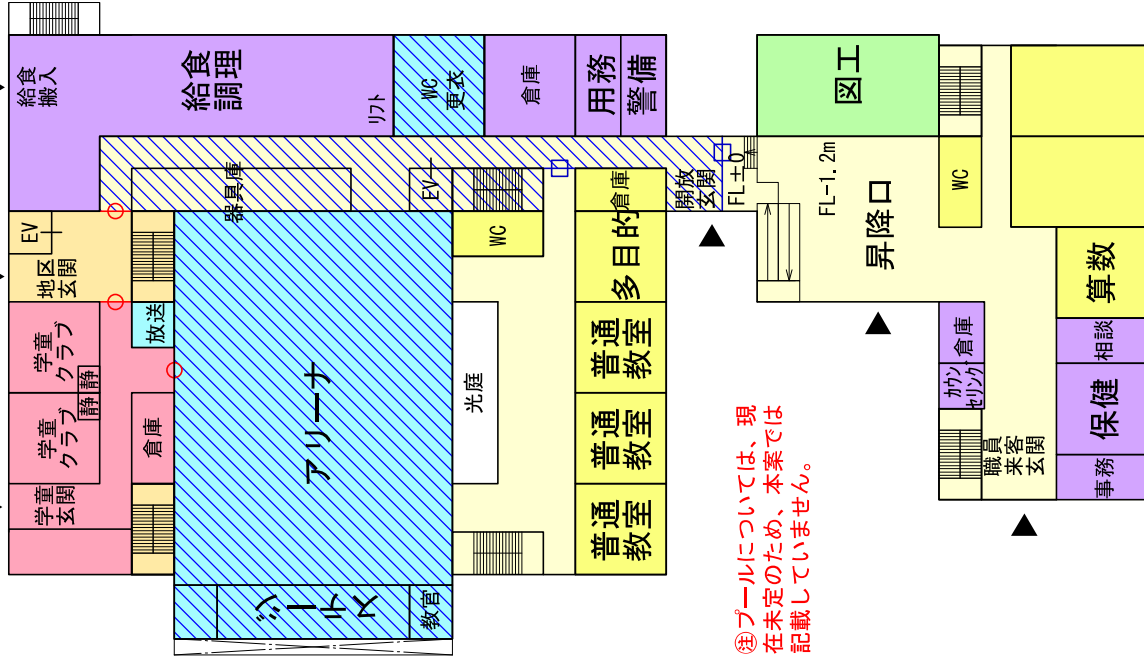 給食
搬入
給食
調理
リフト
WC
更衣
倉庫
用務
警備
図工
器具庫
EV
倉庫
開放
玄関
FL±0
FL-1.2m
WC
EV
地区
玄関
WC
多目的
昇降口
算数
放送
学童
クラブ
静
静
学童
クラブ
倉庫
学童
玄関
アリーナ
光庭
普通
教室
普通
教室
普通
教室
倉庫
相談
カウン
セリング
保健
職員
来客
玄関
事務
ステージ
教官
㊟プールについては、現
在未定のため、本案では
記載していません。